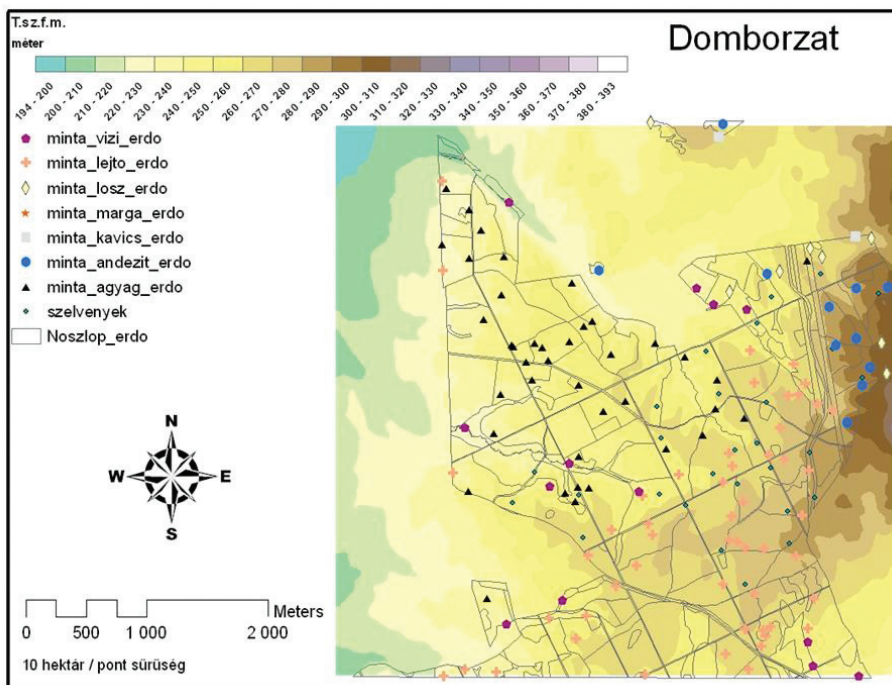 T.sz.f.m.
Domborzat
méter
194 - 200
200 - 210
210 - 220
220 - 230
230 - 240
240 - 250
250 - 260
260 - 270
270 - 280
280 - 290
290 - 300
300 - 310
310 - 320
320 - 330
330 - 340
340 - 350
350 - 360
360 - 370
370 - 380
380 - 393
minta_vizi_erdo
minta_lejto_erdo
minta_losz_erdo
minta_marga_erdo
minta_kavics_erdo
minta_andezit_erdo
minta_agyag_erdo
szelvenyek
Noszlop_erdo
N
W E
S
Meters
0 500 1 000 2 000
10 hektár / pont sürüség